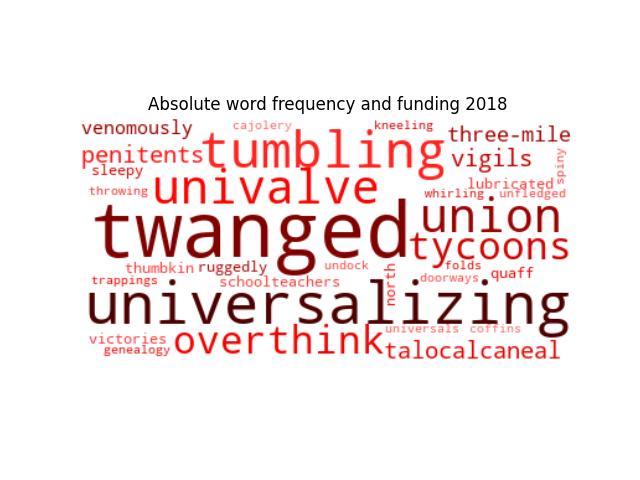 Absolute word frequency and funding 2018
venomously
cajolery
kneeling
three-mile
penitents
tumbling
vigils
spiny
sleepy
throwing
univalve
whirling
lubricated
unfledged
twanged
union
tycoons
thumbkin
ruggedly
undock
north
folds
quaff
trappings
schoolteachers
doorways
universalizing
victories
genealogy
overthink
universals
coffins
talocalcaneal